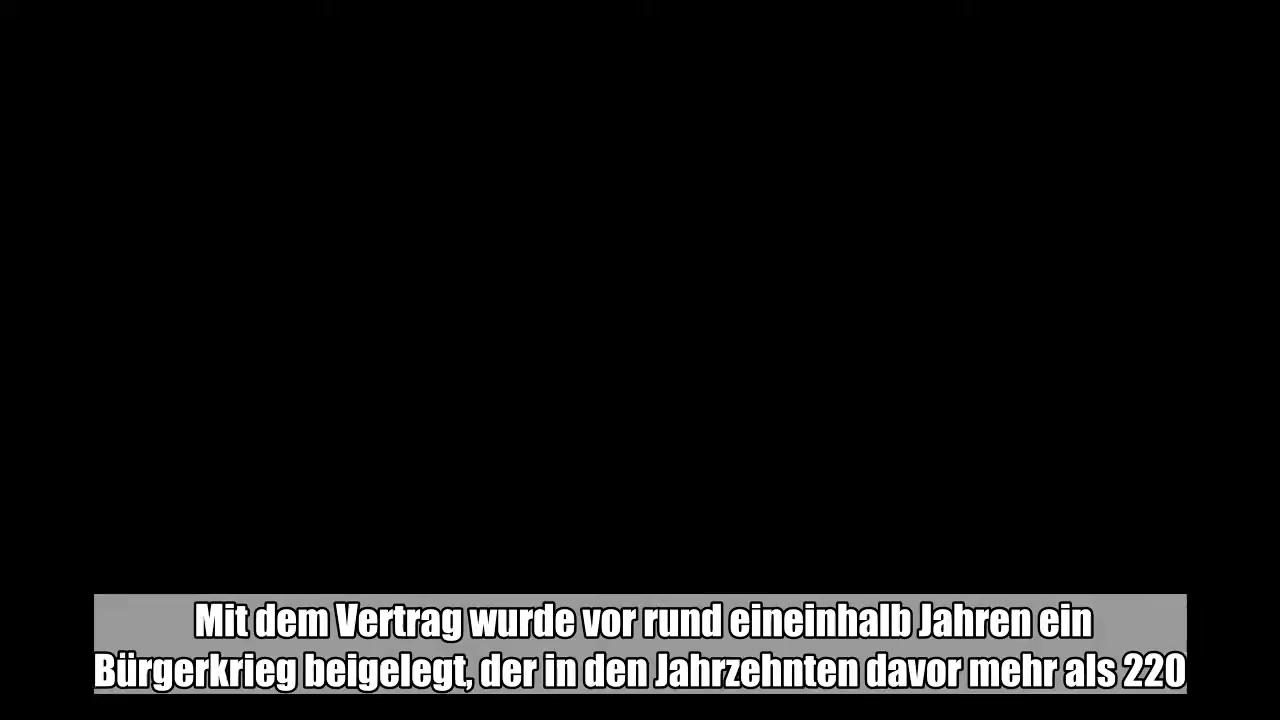 Mit dem Vertrag wurde vor rund eineinhalb Jahren ein
Bürgerkrieg beigelegt, der in den Jahrzehnten davor mehr als 220